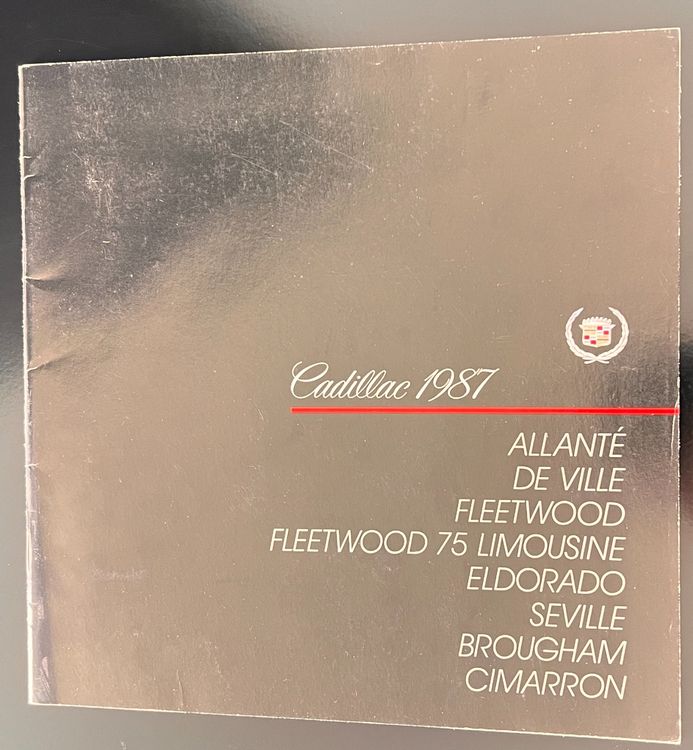 Cadillac 1987
ALLANTÉ
DE VILLE
FLEETWOOD
FLEETWOOD 75 LIMOUSINE
ELDORADO
SEVILLE
BROUGHAM
CIMARRON